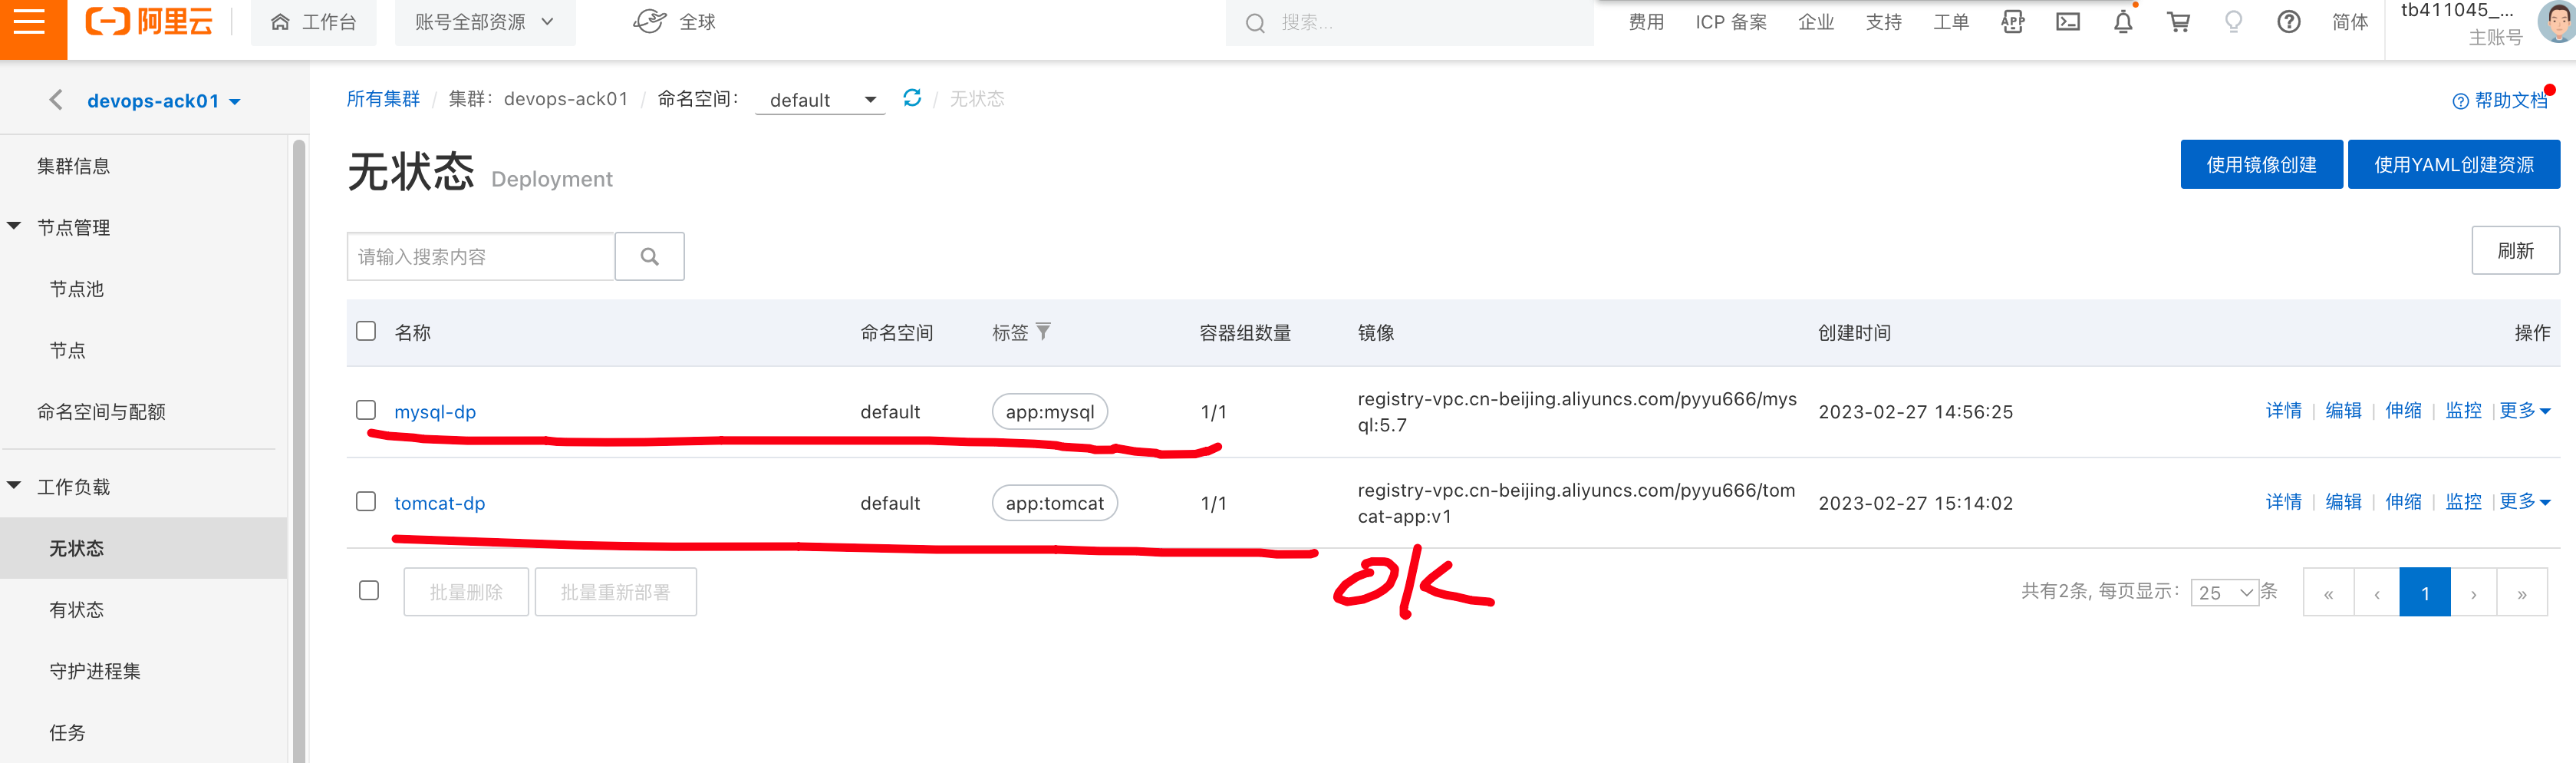 阿里云 工作台 账号全部资源 全球 搜索... 费用 ICP 备案 企业 支持 工单 APP 简体 tb411045_...
主账号
devops-ack01
所有集群 / 集群: devops-ack01 / 命名空间: default / 无状态
帮助文档
集群信息
节点管理
节点池
节点
命名空间与配额
工作负载
无状态
有状态
守护进程集
任务
无状态 Deployment
使用镜像创建 使用YAML创建资源
请输入搜索内容
刷新
名称 命名空间 标签 容器组数量 镜像 创建时间 操作
mysql-dp default app:mysql 1/1 registry-vpc.cn-beijing.aliyuncs.com/pyyu666/mys
ql:5.7
2023-02-27 14:56:25 详情 | 编辑 | 伸缩 | 监控 | 更多
tomcat-dp default app:tomcat 1/1 registry-vpc.cn-beijing.aliyuncs.com/pyyu666/tom
cat-app:v1
2023-02-27 15:14:02 详情 | 编辑 | 伸缩 | 监控 | 更多
OK
批量删除 批量重新部署
共有2条, 每页显示: 25 条 « ‹ 1 › »